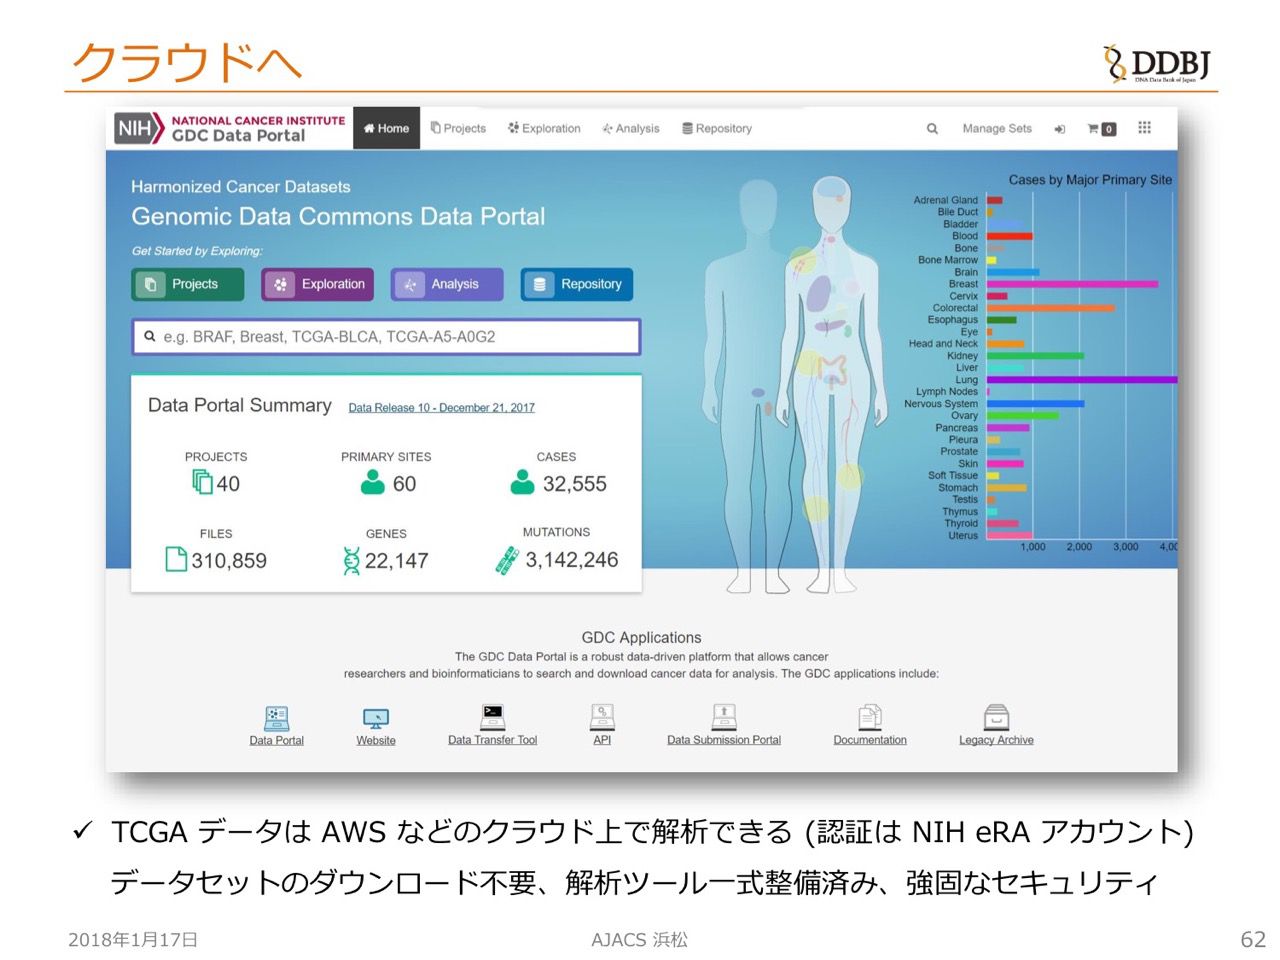 クラウドへ
DDBJ
DNA Data Bank of Japan
NIH
NATIONAL CANCER INSTITUTE
GDC Data Portal
Home
Projects
Exploration
Analysis
Repository
Manage Sets
0
Harmonized Cancer Datasets
Genomic Data Commons Data Portal
Get Started by Exploring:
Projects
Exploration
Analysis
Repository
e.g. BRAF, Breast, TCGA-BLCA, TCGA-A5-A0G2
Data Portal Summary
Data Release 10 - December 21, 2017
PROJECTS
40
PRIMARY SITES
60
CASES
32,555
FILES
310,859
GENES
22,147
MUTATIONS
3,142,246
Cases by Major Primary Site
Adrenal Gland
Bile Duct
Bladder
Blood
Bone
Bone Marrow
Brain
Breast
Cervix
Colorectal
Esophagus
Eye
Head and Neck
Kidney
Liver
Lung
Lymph Nodes
Nervous System
Ovary
Pancreas
Pleura
Prostate
Skin
Soft Tissue
Stomach
Testis
Thymus
Thyroid
Uterus
1,000 2,000 3,000 4,00
GDC Applications
The GDC Data Portal is a robust data-driven platform that allows cancer
researchers and bioinformaticians to search and download cancer data for analysis. The GDC applications include:
Data Portal
Website
Data Transfer Tool
API
Data Submission Portal
Documentation
Legacy Archive
✓ TCGA データは AWS などのクラウド上で解析できる (認証は NIH eRA アカウント)
データセットのダウンロード不要、解析ツール一式整備済み、強固なセキュリティ
2018年1月17日
AJACS 浜松
62